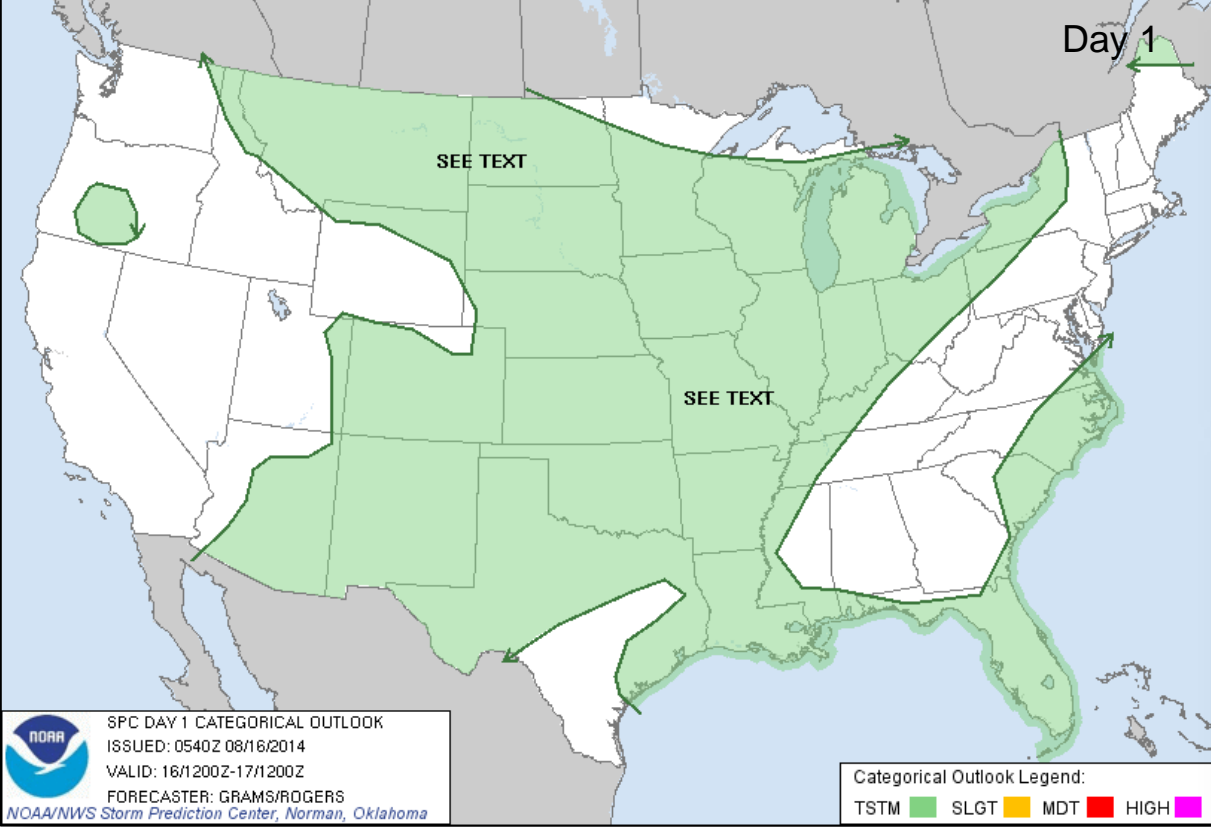 Day 1
SEE TEXT
SEE TEXT
NOAA
SPC DAY 1 CATEGORICAL OUTLOOK
ISSUED: 0540Z 08/16/2014
VALID: 16/1200Z-17/1200Z
FORECASTER: GRAMS/ROGERS
NOAA/NWS Storm Prediction Center, Norman, Oklahoma
Categorical Outlook Legend:
TSTM SLGT MDT HIGH